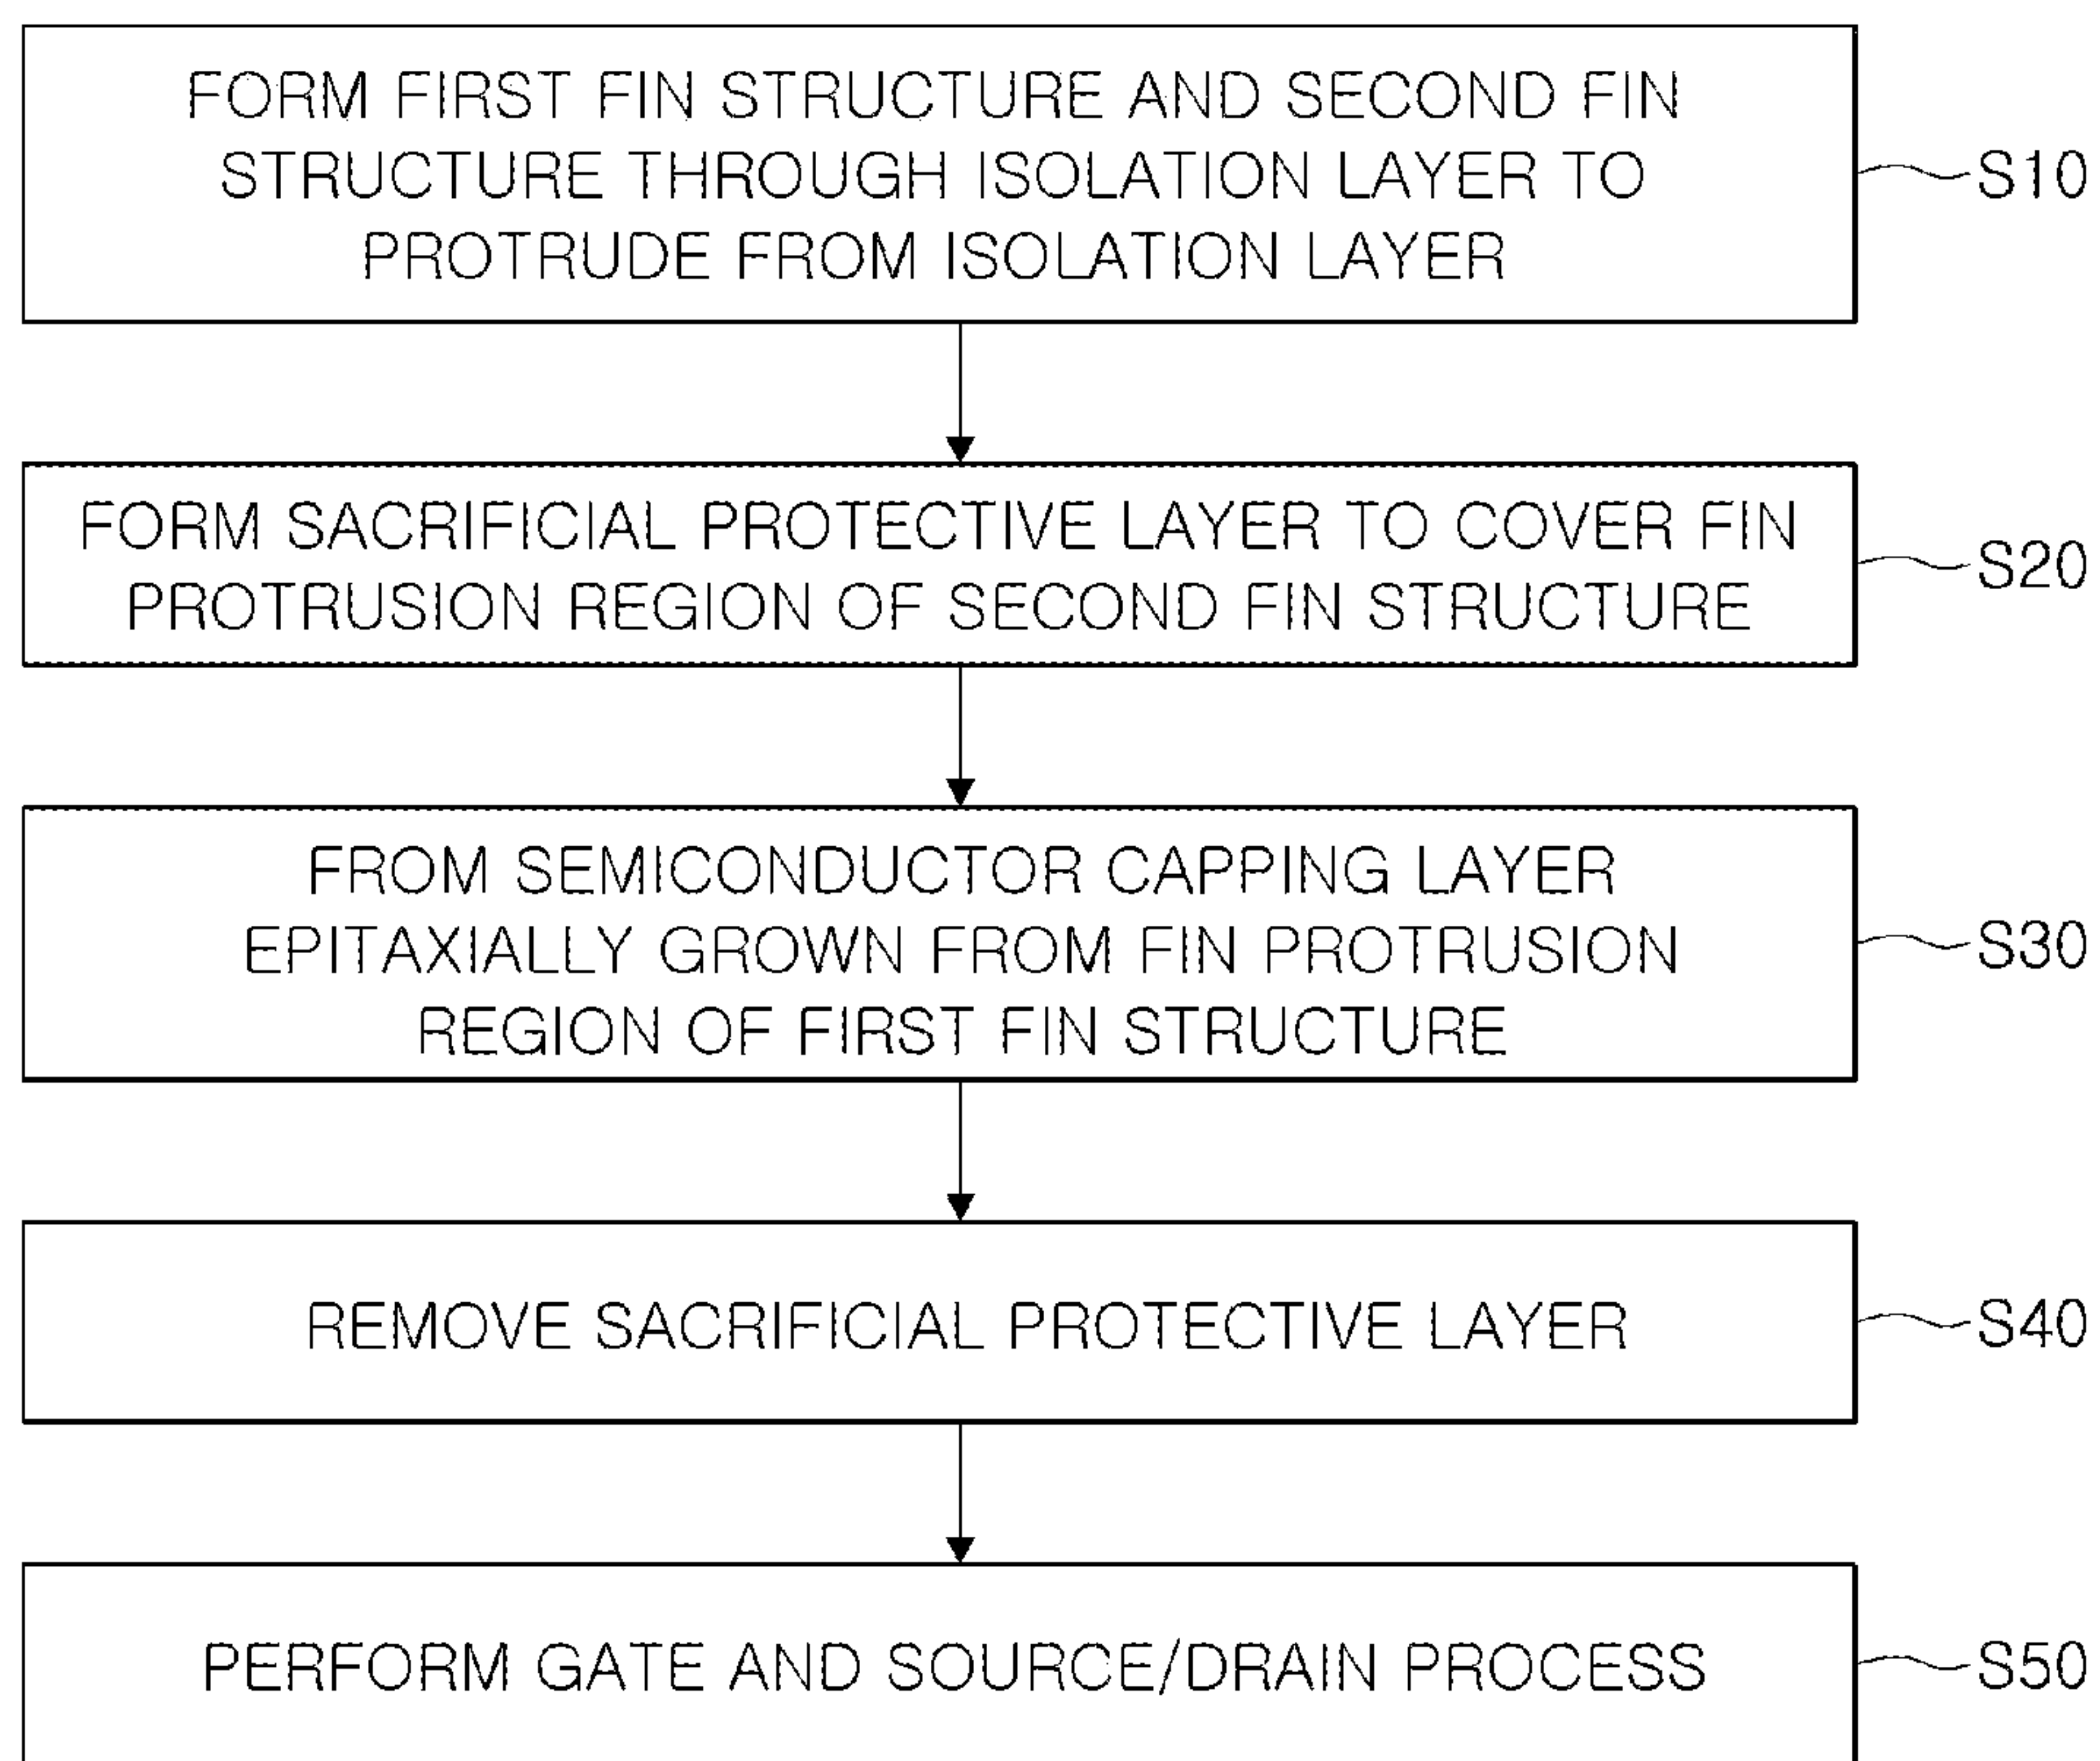 FORM FIRST FIN STRUCTURE AND SECOND FIN
STRUCTURE THROUGH ISOLATION LAYER TO
PROTRUDE FROM ISOLATION LAYER
S10
FORM SACRIFICIAL PROTECTIVE LAYER TO COVER FIN
PROTRUSION REGION OF SECOND FIN STRUCTURE
S20
FROM SEMICONDUCTOR CAPPING LAYER
EPITAXIALLY GROWN FROM FIN PROTRUSION
REGION OF FIRST FIN STRUCTURE
S30
REMOVE SACRIFICIAL PROTECTIVE LAYER
S40
PERFORM GATE AND SOURCE/DRAIN PROCESS
S50